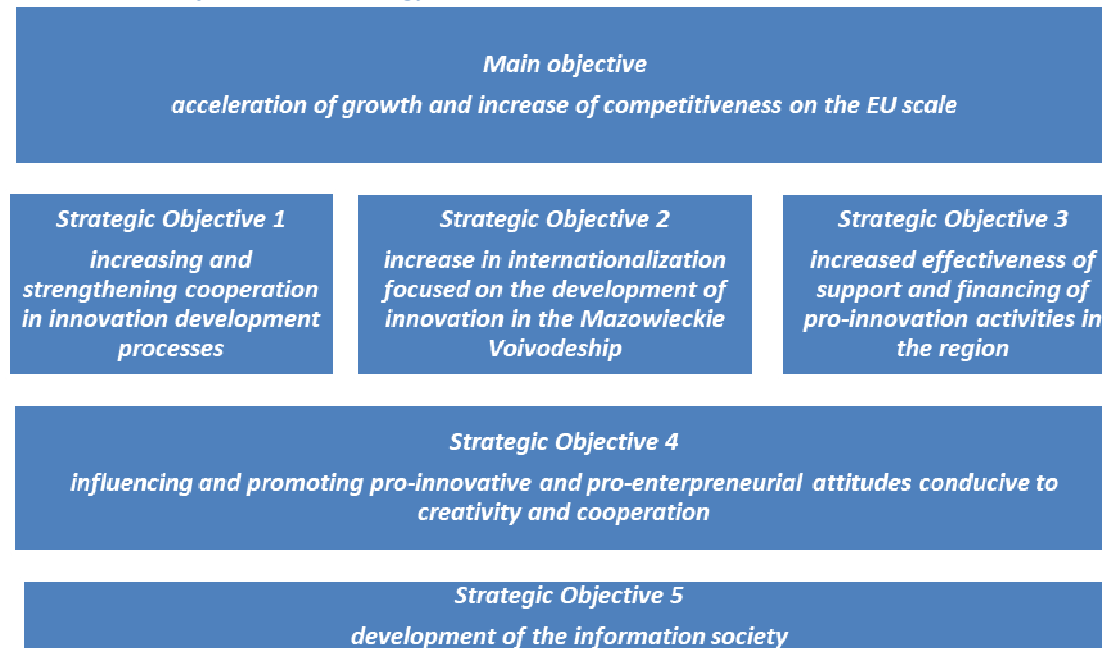 Main objective
acceleration of growth and increase of competitiveness on the EU scale
Strategic Objective 1
increasing and
strengthening cooperation
in innovation development
processes
Strategic Objective 2
increase in internationalization
focused on the development of
innovation in the Mazowieckie
Voivodeship
Strategic Objective 3
increased effectiveness of
support and financing of
pro-innovation activities in
the region
Strategic Objective 4
influencing and promoting pro-innovative and pro-enterpreneurial attitudes conducive to
creativity and cooperation
Strategic Objective 5
development of the information society